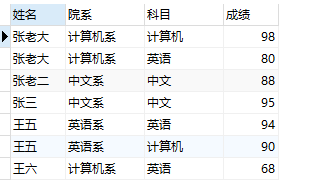 姓名 院系 科目 成绩
张老大 计算机系 计算机 98
张老大 计算机系 英语 80
张老二 中文系 中文 88
张三 中文系 中文 95
王五 英语系 英语 94
王五 英语系 计算机 90
王六 计算机系 英语 68